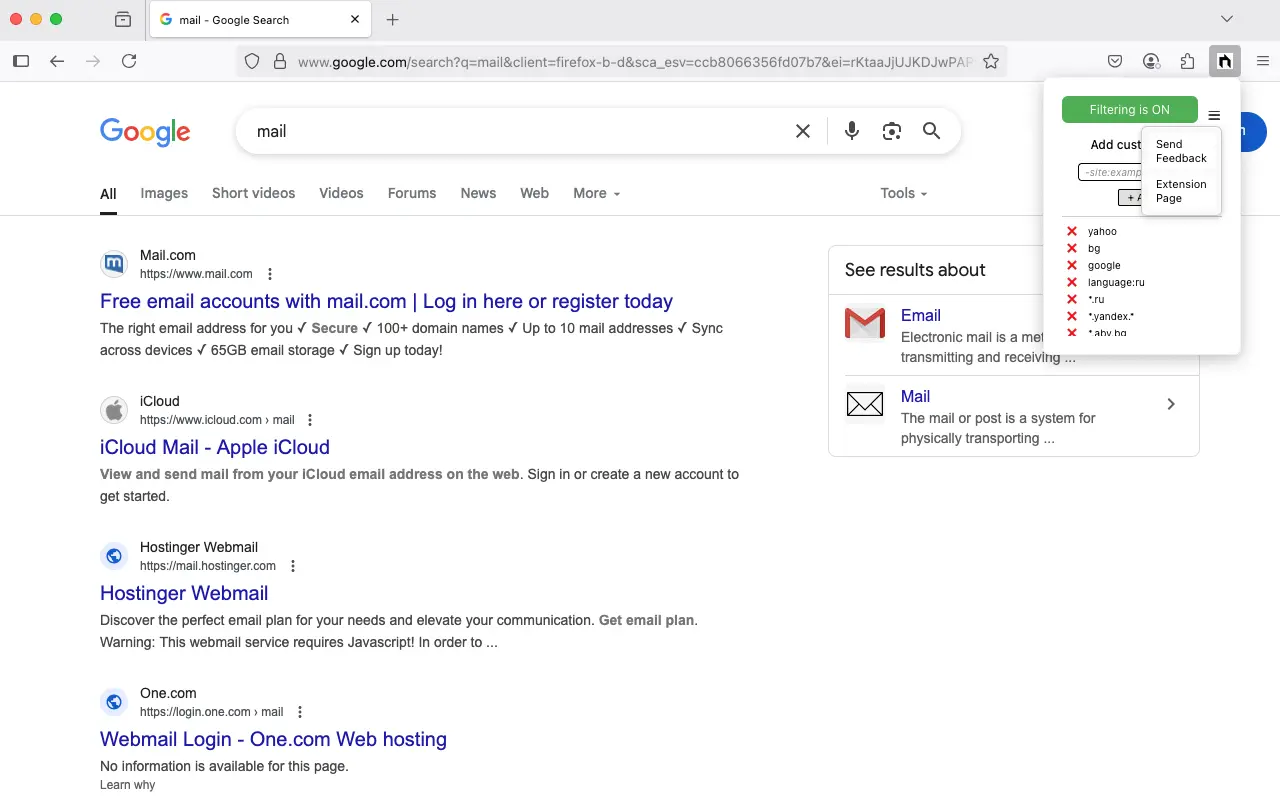 mail - Google Search
www.google.com/search?q=mail&client=firefox-b-d&sca_esv=ccb8066356fd07b7&ei=rKtaaJjUJKDJwPAP
Google
mail
All Images Short videos Videos Forums News Web More Tools
Filtering is ON
Add cust
-site:examp
+ A
Send
Feedback
Extension
Page
yahoo
bg
google
language:ru
*.ru
*.yandex.*
*.abv.bg
Mail.com
https://www.mail.com
Free email accounts with mail.com | Log in here or register today
The right email address for you ✓ Secure ✓ 100+ domain names ✓ Up to 10 mail addresses ✓ Sync
across devices ✓ 65GB email storage ✓ Sign up today!
iCloud
https://www.icloud.com › mail
iCloud Mail - Apple iCloud
View and send mail from your iCloud email address on the web. Sign in or create a new account to
get started.
Hostinger Webmail
https://mail.hostinger.com
Hostinger Webmail
Discover the perfect email plan for your needs and elevate your communication. Get email plan.
Warning: This webmail service requires Javascript! In order to ...
One.com
https://login.one.com › mail
Webmail Login - One.com Web hosting
No information is available for this page.
Learn why
See results about
Email
Electronic mail is a met
transmitting and receiving ...
Mail
The mail or post is a system for
physically transporting ...